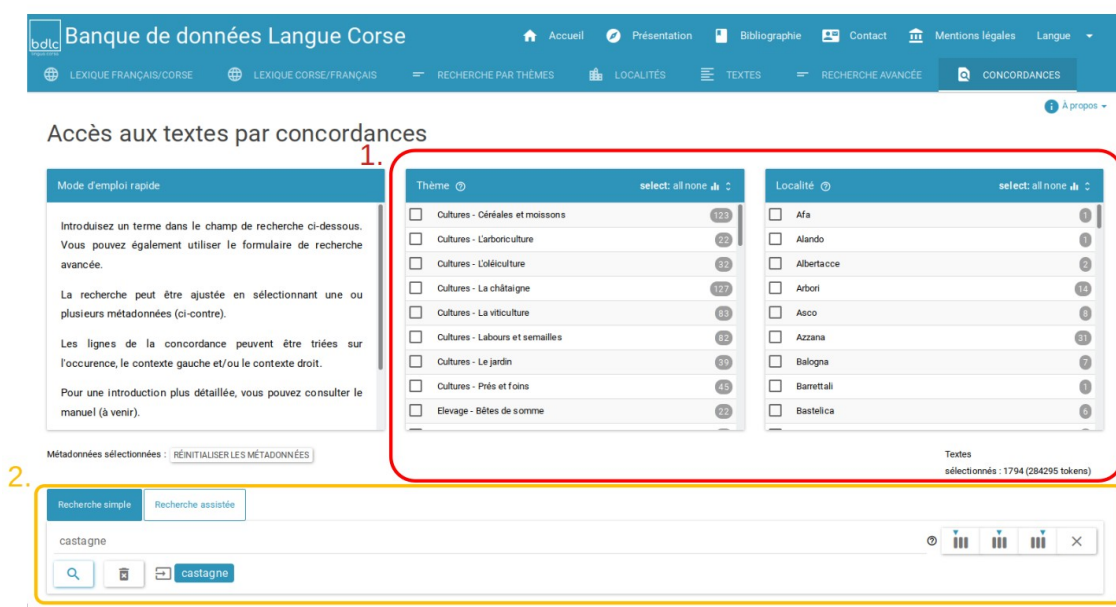 bdlc Banque de données Langue Corse
Accueil Présentation Bibliographie Contact Mentions légales Langue
LEXIQUE FRANÇAIS/CORSE LEXIQUE CORSE/FRANÇAIS RECHERCHE PAR THÈMES LOCALITÉS TEXTES RECHERCHE AVANCÉE CONCORDANCES
À propos
Accès aux textes par concordances
1.
Mode d'emploi rapide
Introduisez un terme dans le champ de recherche ci-dessous.
Vous pouvez également utiliser le formulaire de recherche
avancée.
La recherche peut être ajustée en sélectionnant une ou
plusieurs métadonnées (ci-contre).
Les lignes de la concordance peuvent être triées sur
l'occurence, le contexte gauche et/ou le contexte droit.
Pour une introduction plus détaillée, vous pouvez consulter le
manuel (à venir).
Thème select: all none
Cultures - Céréales et moissons 123
Cultures - L'arboriculture 22
Cultures - L'oléiculture 32
Cultures - La châtaigne 127
Cultures - La viticulture 83
Cultures - Labours et semailles 82
Cultures - Le jardin 39
Cultures - Prés et foins 45
Elevage - Bêtes de somme 22
Localité select: all none
Afa 1
Alando 1
Albertacce 2
Arbori 14
Asco 8
Azzana 31
Balogna 7
Barrettali 1
Bastelica 6
Métadonnées sélectionnées : RÉINITIALISER LES MÉTADONNÉES
Textes
sélectionnés : 1794 (284295 tokens)
2.
Recherche simple Recherche assistée
castagne
castagne